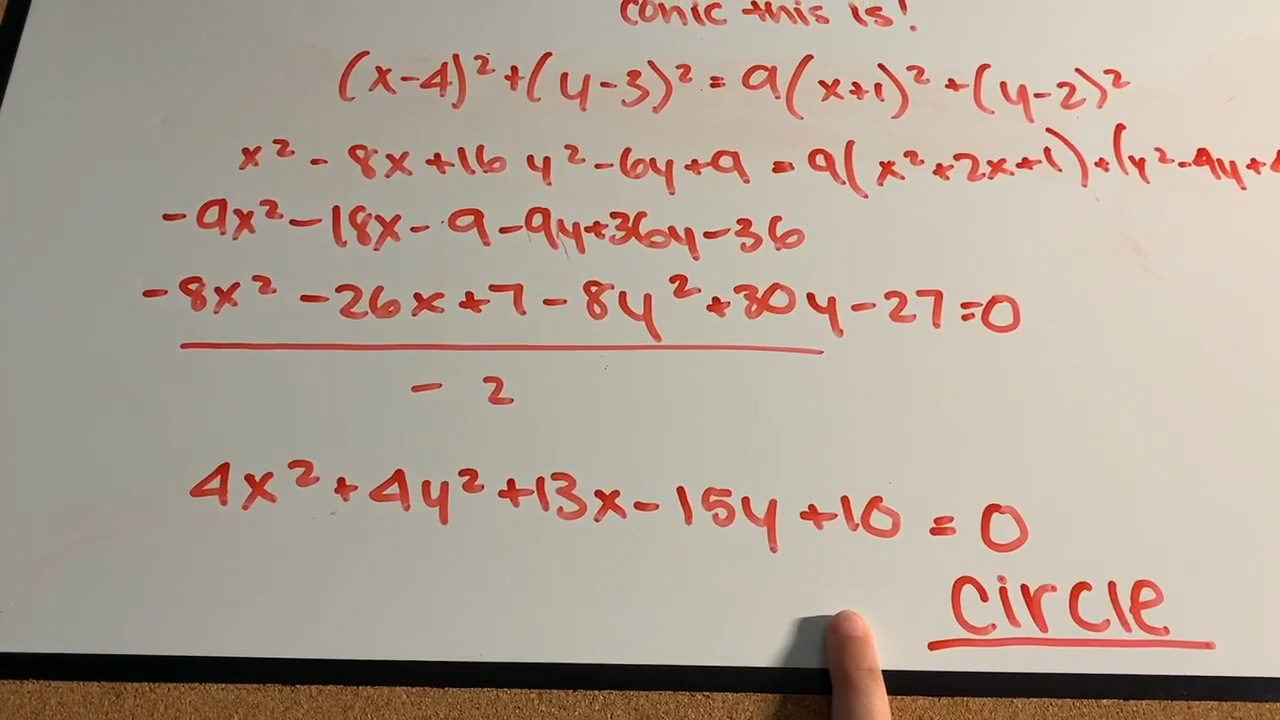 conic this is!
(x-4)²+(y-3)² = 9(x+1)²+(y-2)²
x² - 8x+16 y²-6y+9 = 9(x²+2x+1)+(y²-4y+4
-9x²-18x-9-9y+36y-36
-8x² -26x+7-8y²+30y-27=0
-2
4x²+4y²+13x-15y+10 = 0
circle